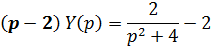 (p − 2) Y(p) = 2/(p² + 4) − 2